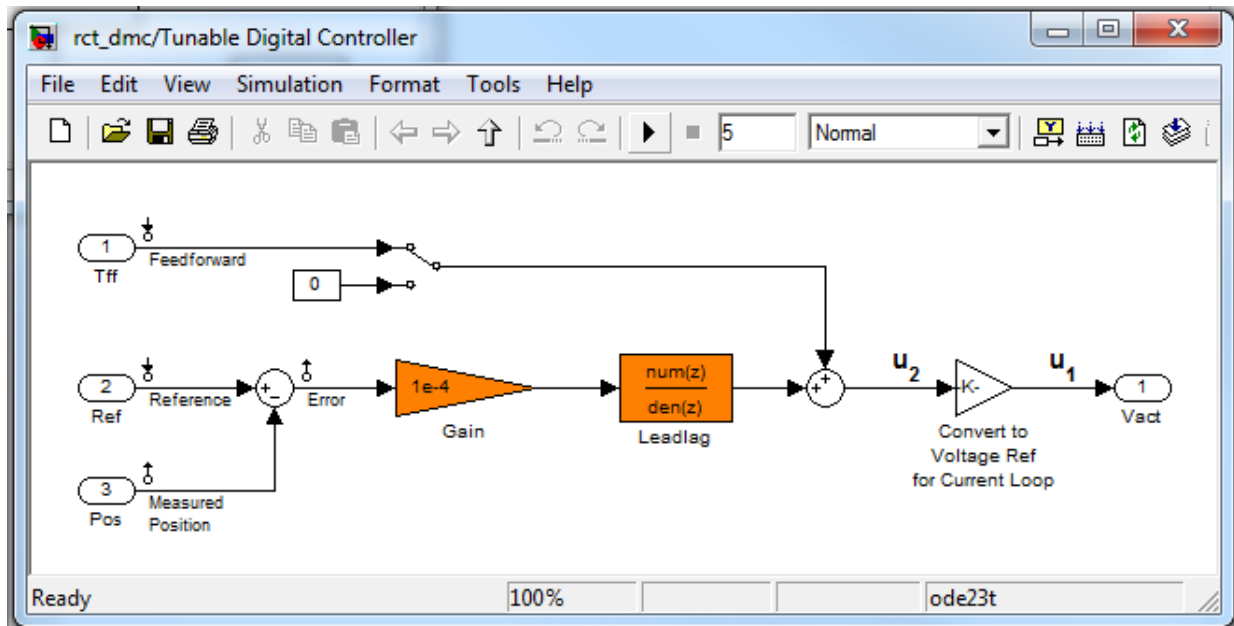 rct_dmc/Tunable Digital Controller
File Edit View Simulation Format Tools Help
5 Normal
1
Tff
Feedforward
0
2
Ref
Reference
Error
1e-4
Gain
num(z)
den(z)
Leadlag
u2
-K-
u1
Convert to
Voltage Ref
for Current Loop
1
Vact
3
Pos
Measured
Position
Ready 100% ode23t